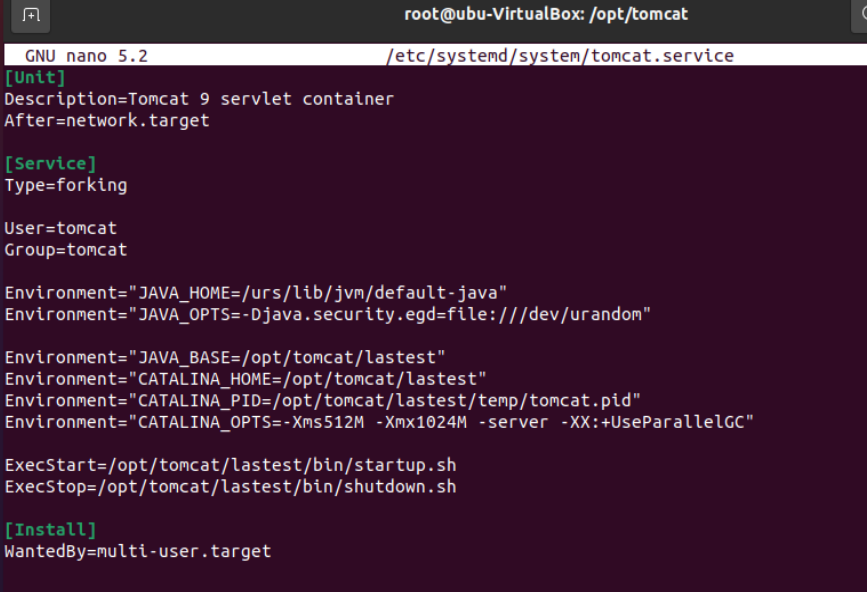 root@ubu-VirtualBox: /opt/tomcat
GNU nano 5.2 /etc/systemd/system/tomcat.service
[Unit]
Description=Tomcat 9 servlet container
After=network.target
[Service]
Type=forking
User=tomcat
Group=tomcat
Environment="JAVA_HOME=/urs/lib/jvm/default-java"
Environment="JAVA_OPTS=-Djava.security.egd=file:///dev/urandom"
Environment="JAVA_BASE=/opt/tomcat/lastest"
Environment="CATALINA_HOME=/opt/tomcat/lastest"
Environment="CATALINA_PID=/opt/tomcat/lastest/temp/tomcat.pid"
Environment="CATALINA_OPTS=-Xms512M -Xmx1024M -server -XX:+UseParallelGC"
ExecStart=/opt/tomcat/lastest/bin/startup.sh
ExecStop=/opt/tomcat/lastest/bin/shutdown.sh
[Install]
WantedBy=multi-user.target